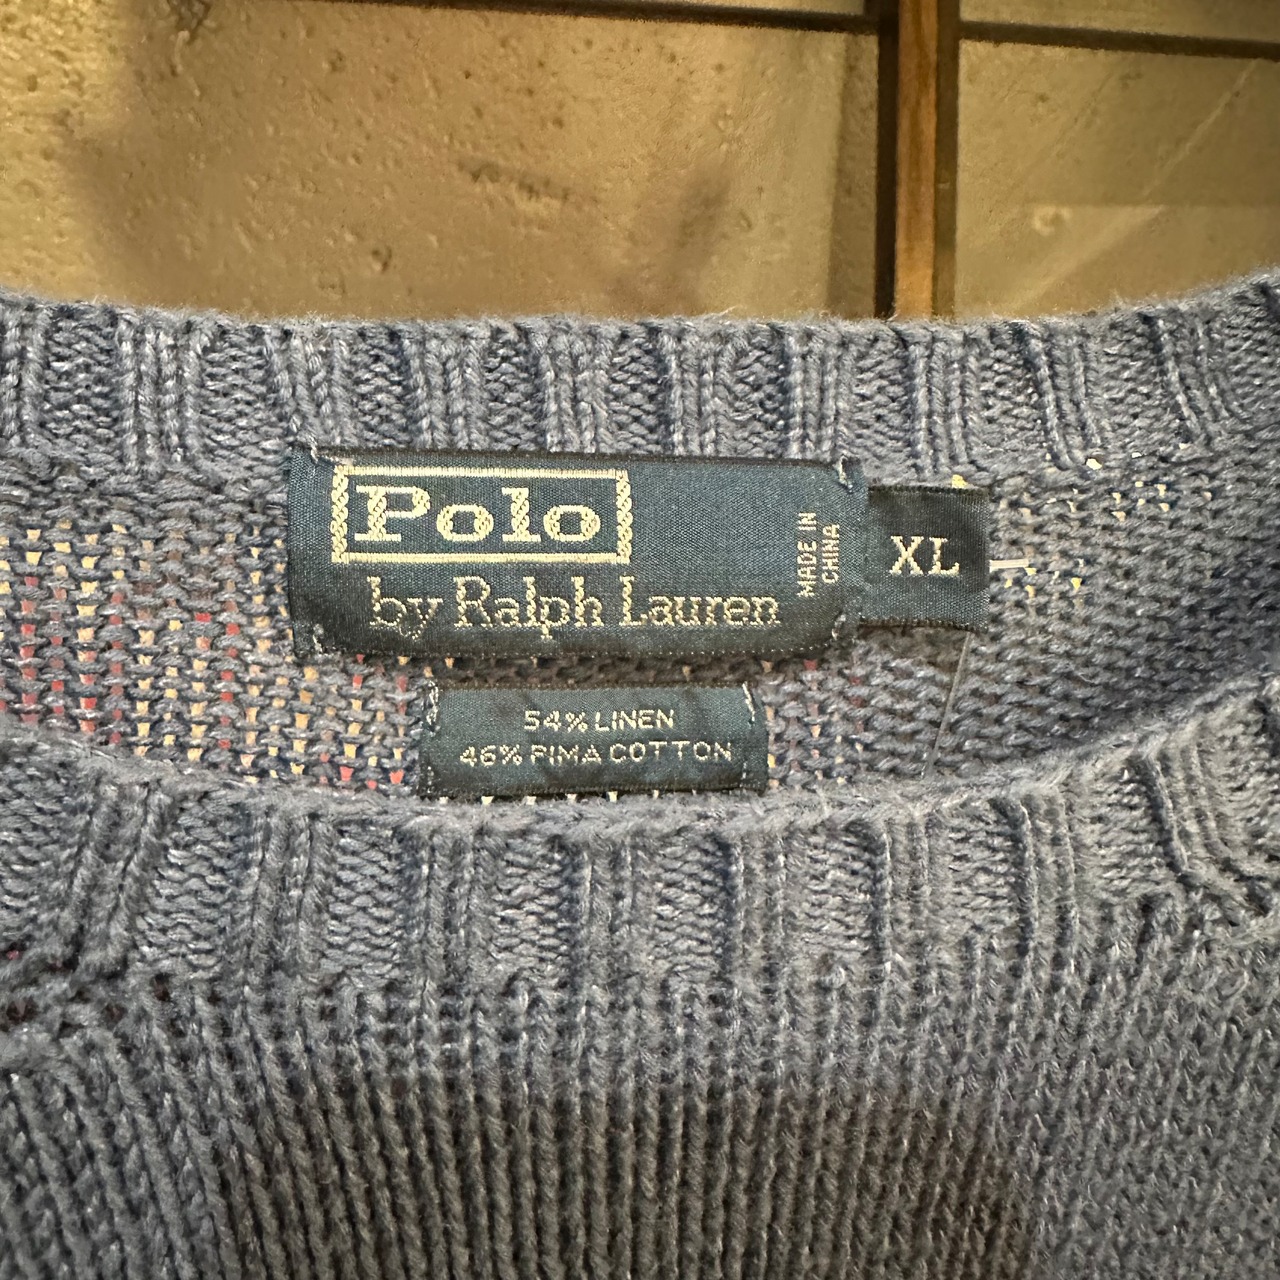 Polo
by Ralph Lauren
MADE IN
CHINA
XL
54% LINEN
46% PIMA COTTON